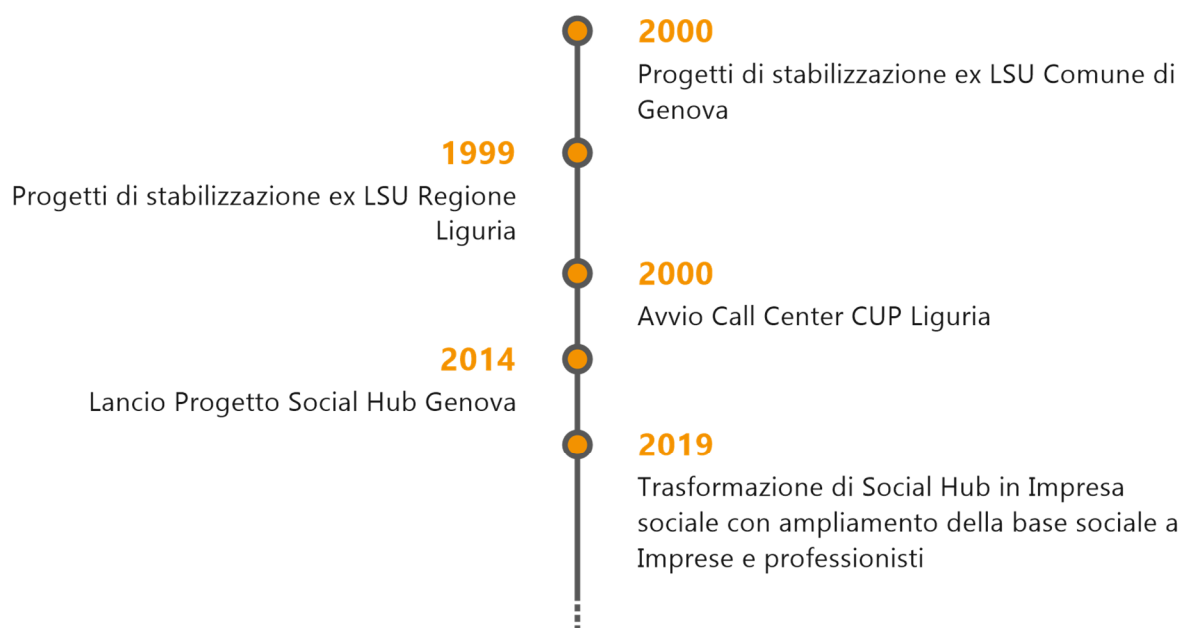 2000
Progetti di stabilizzazione ex LSU Comune di
Genova
1999
Progetti di stabilizzazione ex LSU Regione
Liguria
2000
Avvio Call Center CUP Liguria
2014
Lancio Progetto Social Hub Genova
2019
Trasformazione di Social Hub in Impresa
sociale con ampliamento della base sociale a
Imprese e professionisti